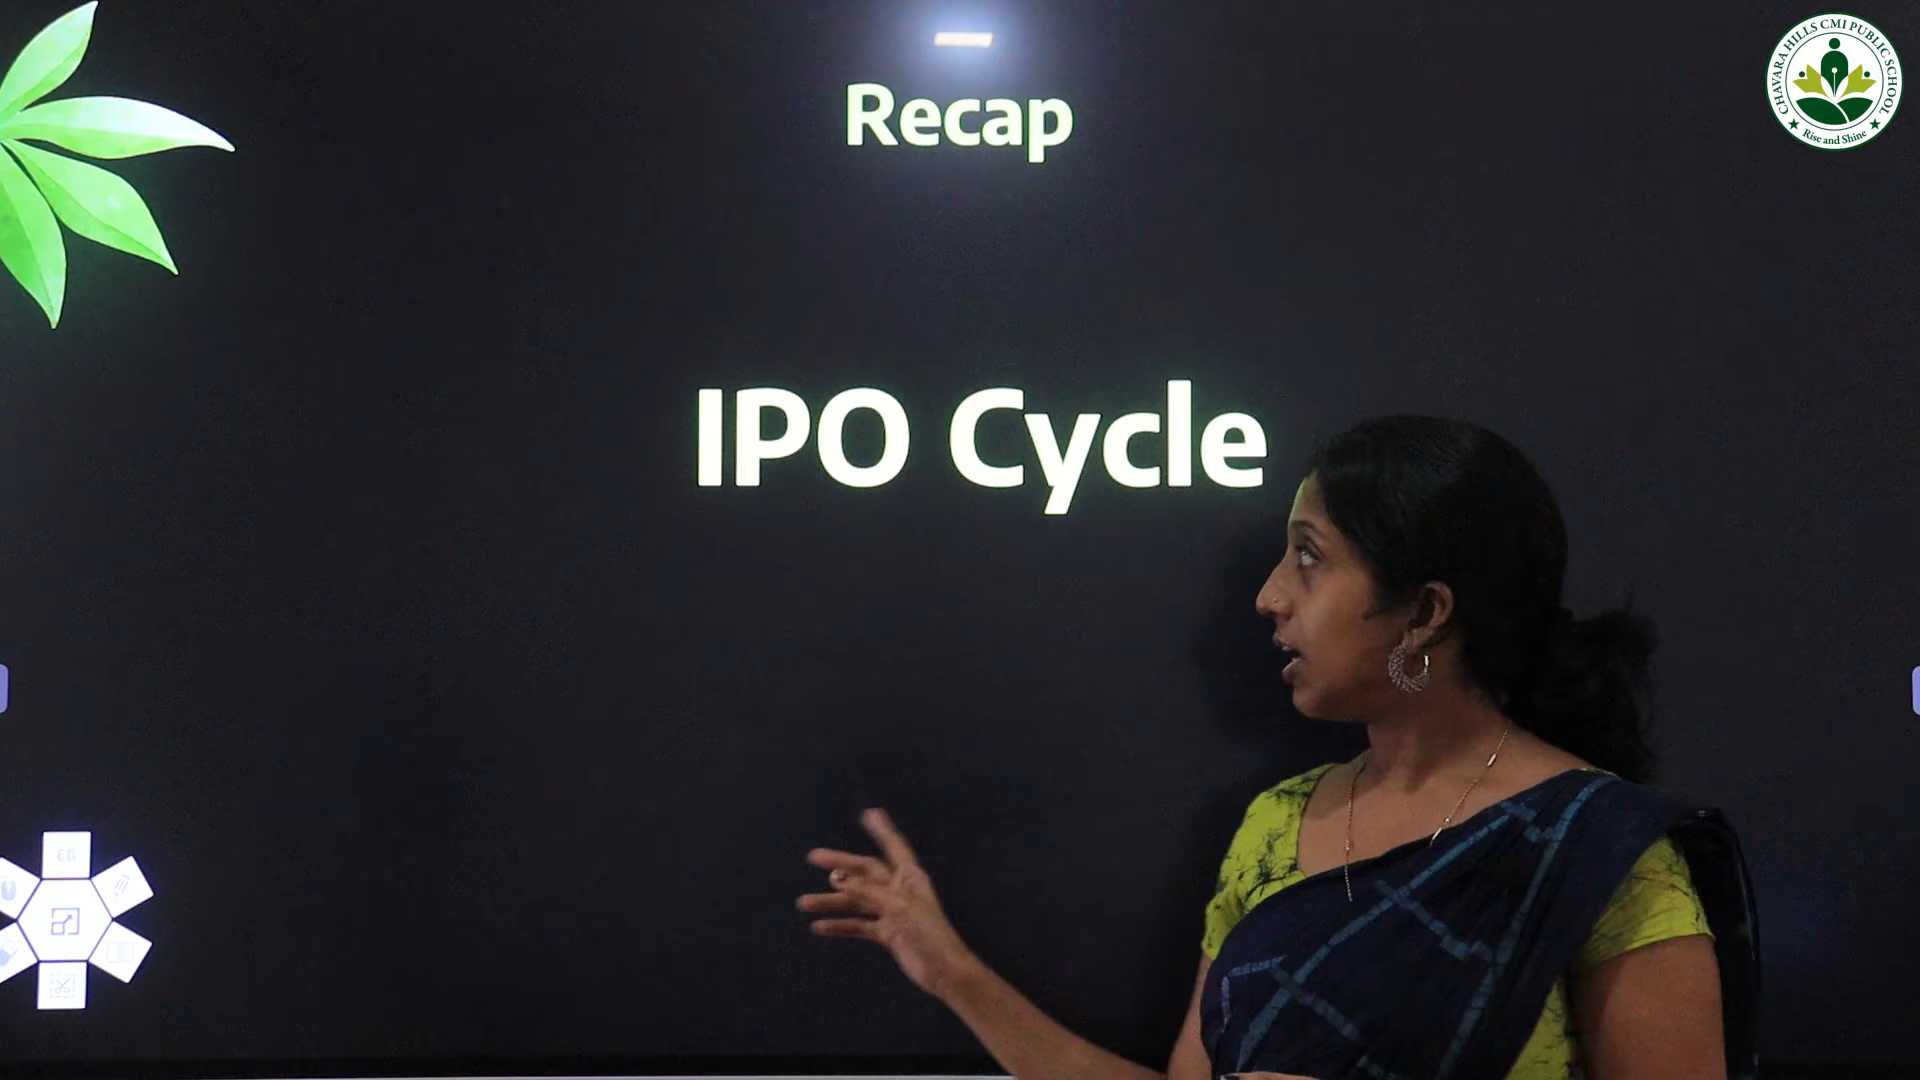 Recap
IPO Cycle
CHAVARA HILLS CMI PUBLIC SCHOOL
Rise and Shine